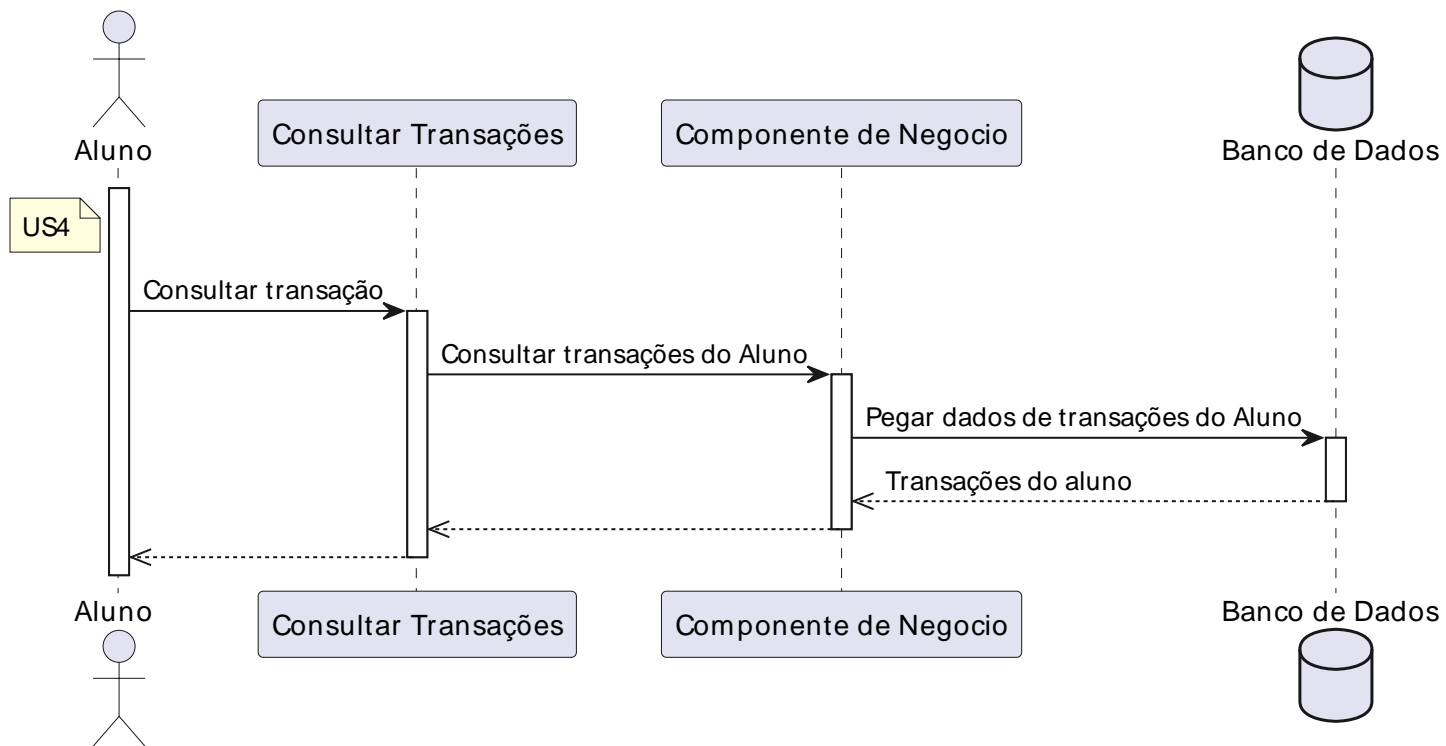 Aluno
Consultar Transações
Componente de Negocio
Banco de Dados
US4
Consultar transação
Consultar transações do Aluno
Pegar dados de transações do Aluno
Transações do aluno
Aluno
Consultar Transações
Componente de Negocio
Banco de Dados